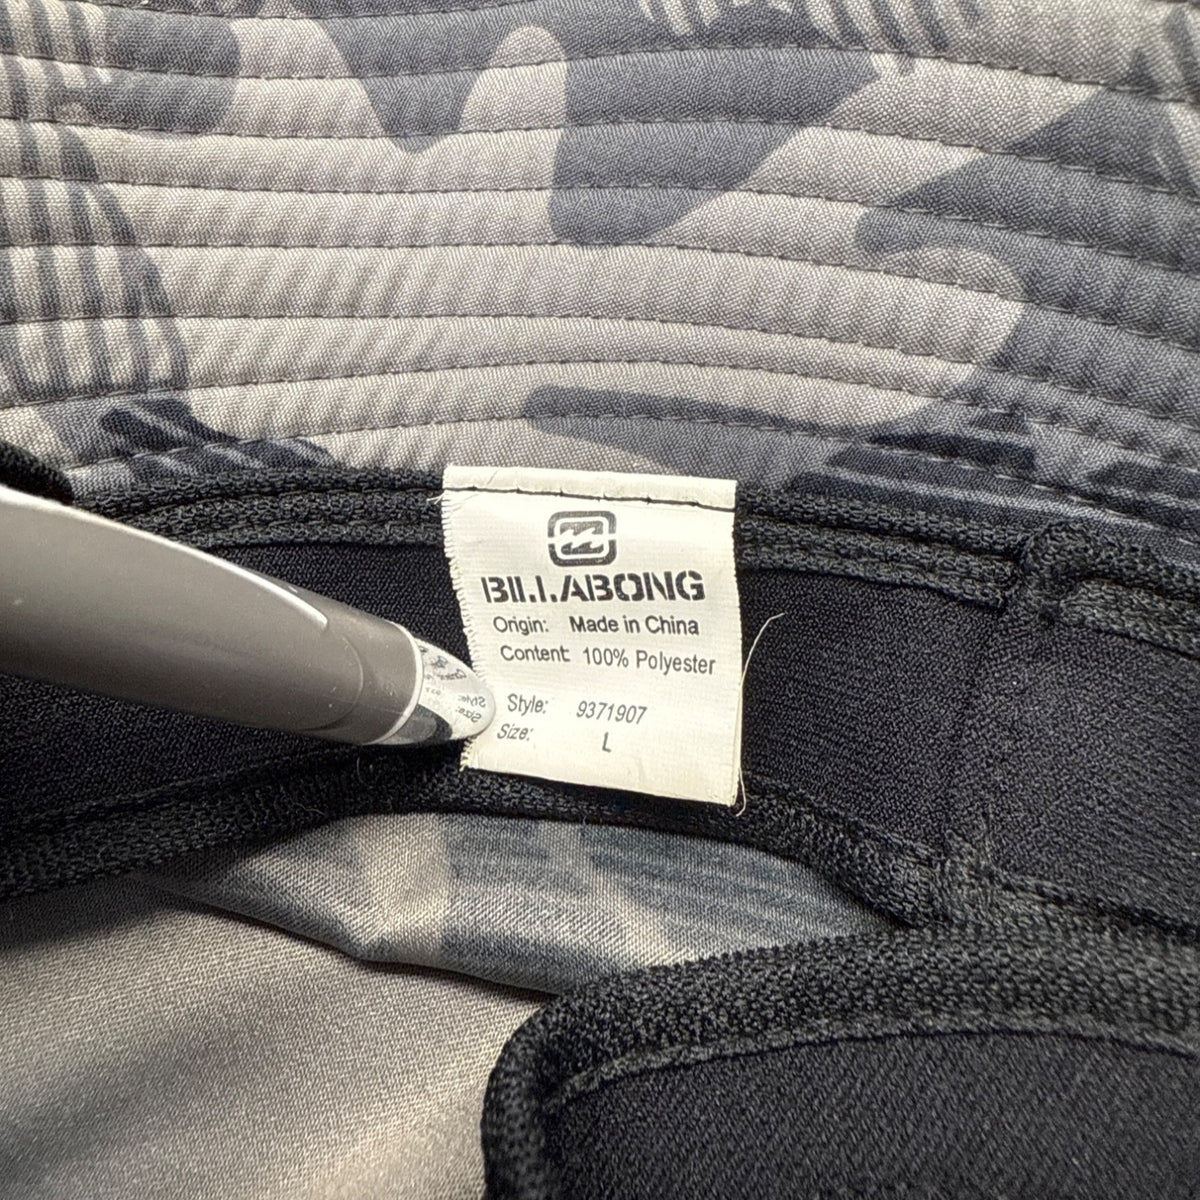 BILLABONG
Origin: Made in China
Content: 100% Polyester
Style: 9371907
Size: L